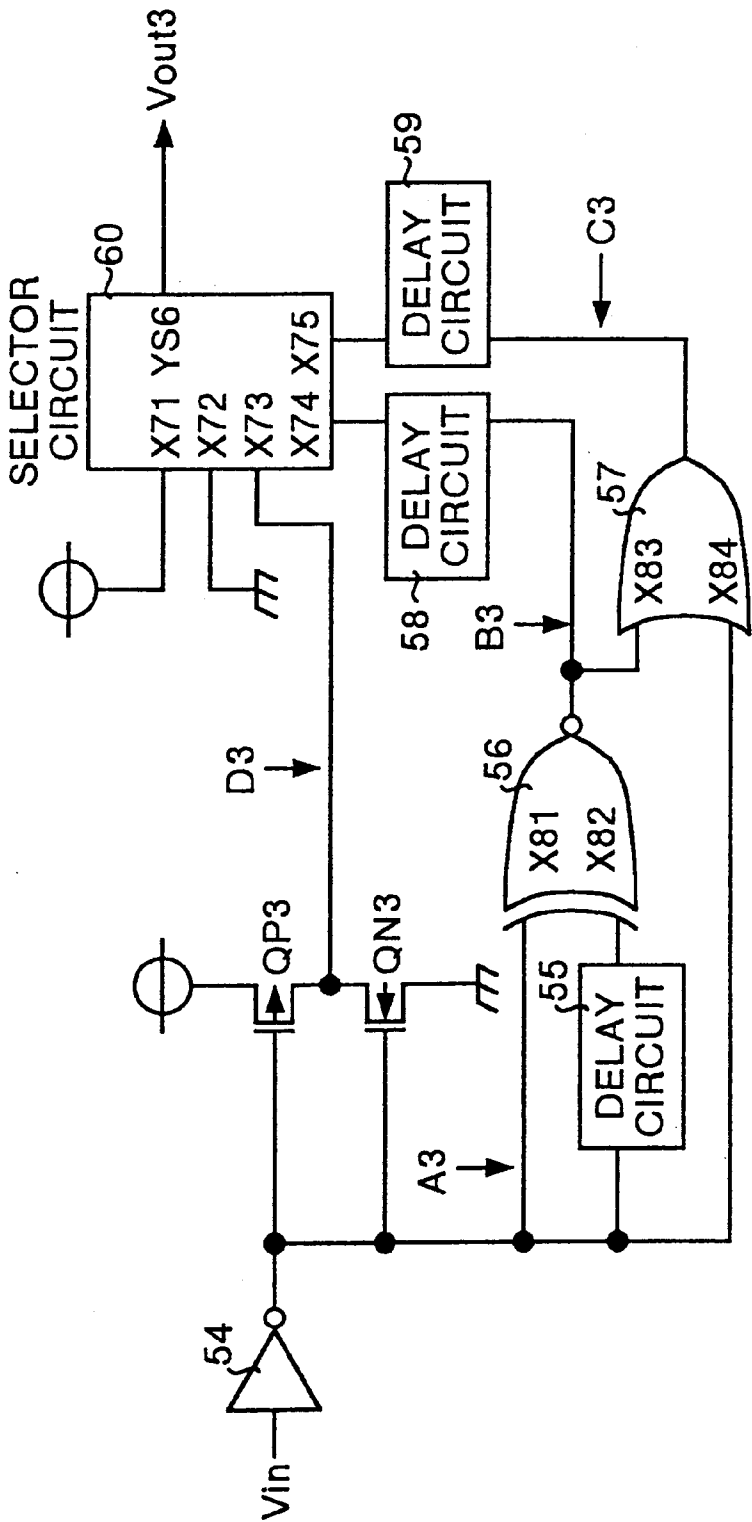 SELECTOR
CIRCUIT
60
Vout3
X71 YS6
X72
X73
X74 X75
DELAY
CIRCUIT
59
DELAY
CIRCUIT
58
C3
B3
D3
QP3
QN3
A3
54
Vin
55
DELAY
CIRCUIT
56
X81
X82
57
X83
X84